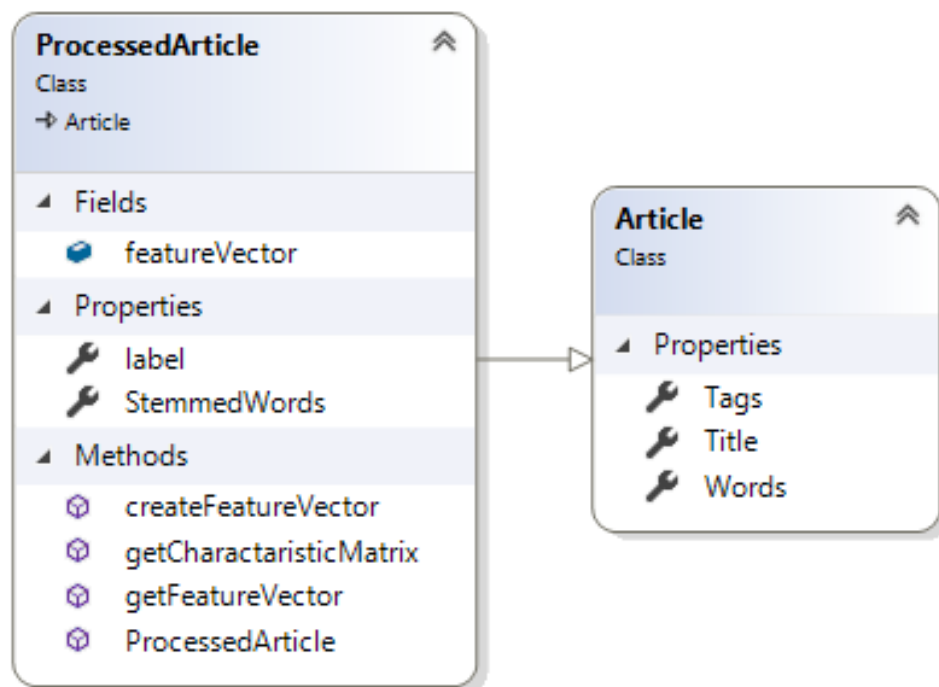 ProcessedArticle
Class
Article
Fields
featureVector
Properties
label
StemmedWords
Methods
createFeatureVector
getCharactaristicMatrix
getFeatureVector
ProcessedArticle
Article
Class
Properties
Tags
Title
Words